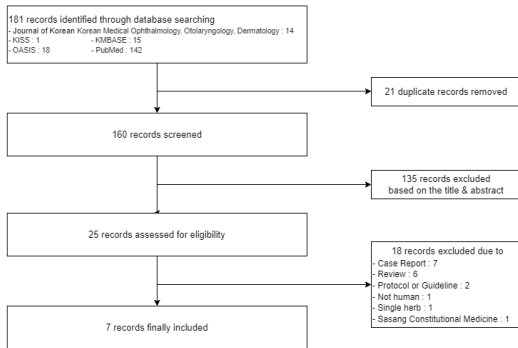 181 records identified through database searching
- Journal of Korean Korean Medical Ophthalmology, Otolaryngology, Dermatology : 14
- KISS : 1 - KMBASE : 15
- OASIS : 18 - PubMed : 142
21 duplicate records removed
160 records screened
135 records excluded
based on the title & abstract
25 records assessed for eligibility
18 records excluded due to
- Case Report : 7
- Review : 6
- Protocol or Guideline : 2
- Not human : 1
- Single herb : 1
- Sasang Constitutional Medicine : 1
7 records finally included